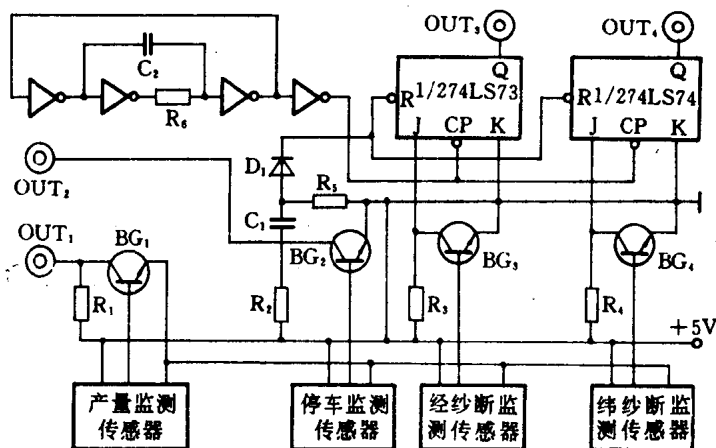 OUT₃
OUT₄
C₂
R₆
Q
Q
R 1/274LS73
R 1/274LS74
J CP K
J CP K
OUT₂
D₁
R₅
C₁
OUT₁
BG₁
BG₂
BG₃
BG₄
R₁
R₂
R₃
R₄
+5V
产量监测
传感器
停车监测
传感器
经纱断监
测传感器
纬纱断监
测传感器